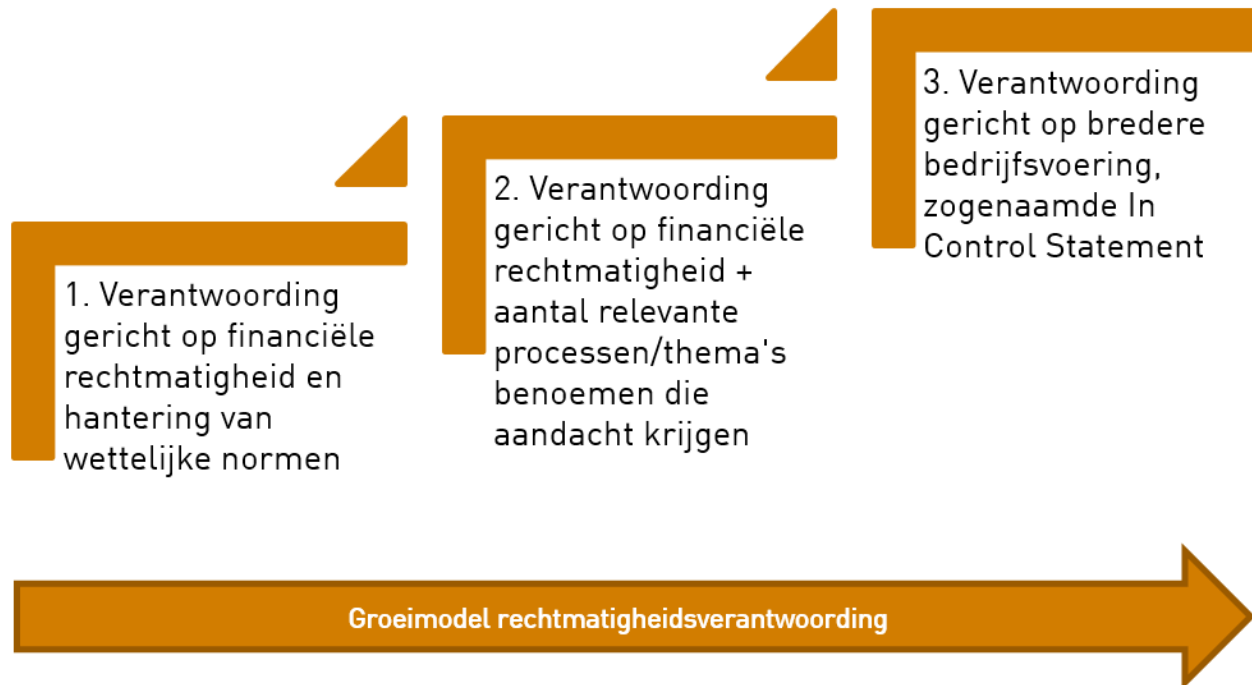 1. Verantwoording
gericht op financiële
rechtmatigheid en
hantering van
wettelijke normen
2. Verantwoording
gericht op financiële
rechtmatigheid +
aantal relevante
processen/thema's
benoemen die
aandacht krijgen
3. Verantwoording
gericht op bredere
bedrijfsvoering,
zogenaamde In
Control Statement
Groeimodel rechtmatigheidsverantwoording